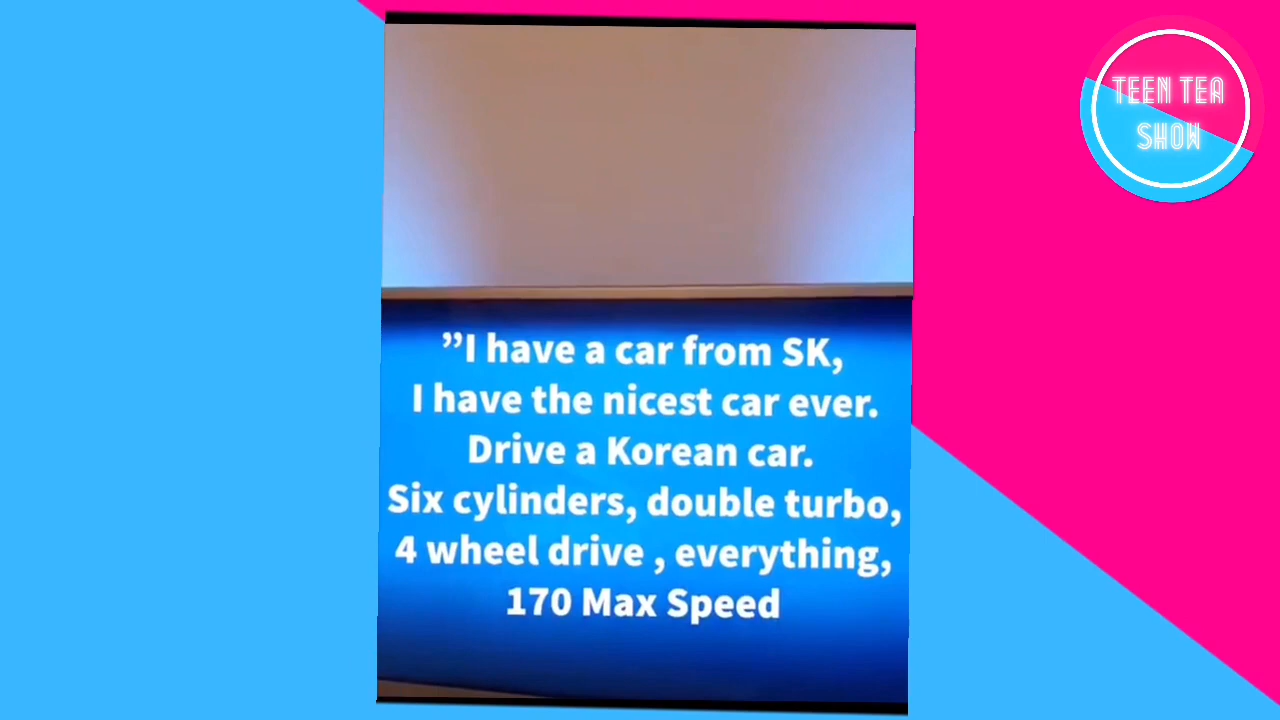 TEEN TEA
SHOW
”I have a car from SK,
I have the nicest car ever.
Drive a Korean car.
Six cylinders, double turbo,
4 wheel drive , everything,
170 Max Speed